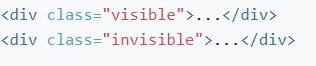 <div class="visible">...</div>
<div class="invisible">...</div>